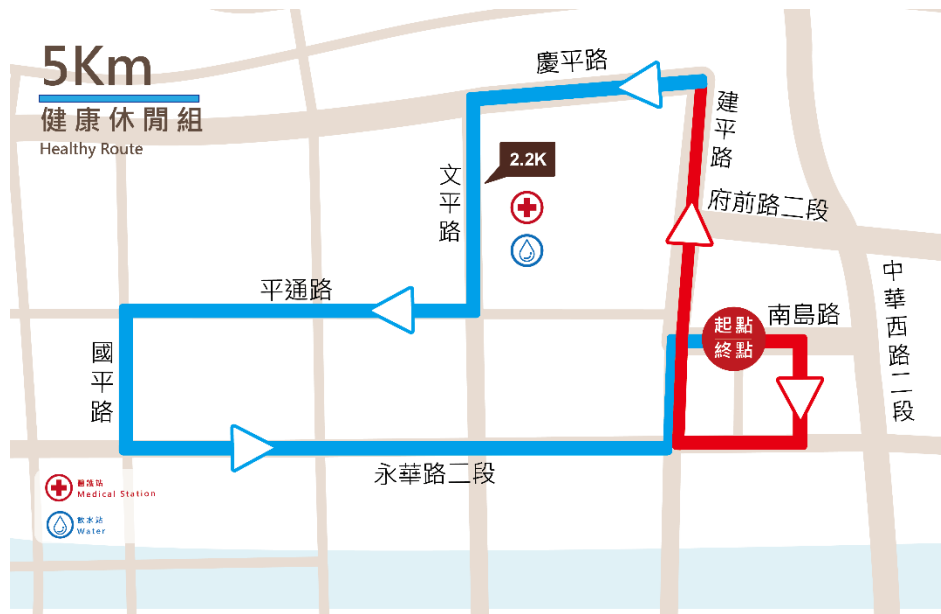 5Km
健康休閒組
Healthy Route
慶平路
建平路
2.2K
文平路
府前路二段
平通路
中華西路二段
南島路
起點
終點
國平路
永華路二段
醫護站
Medical Station
飲水站
Water